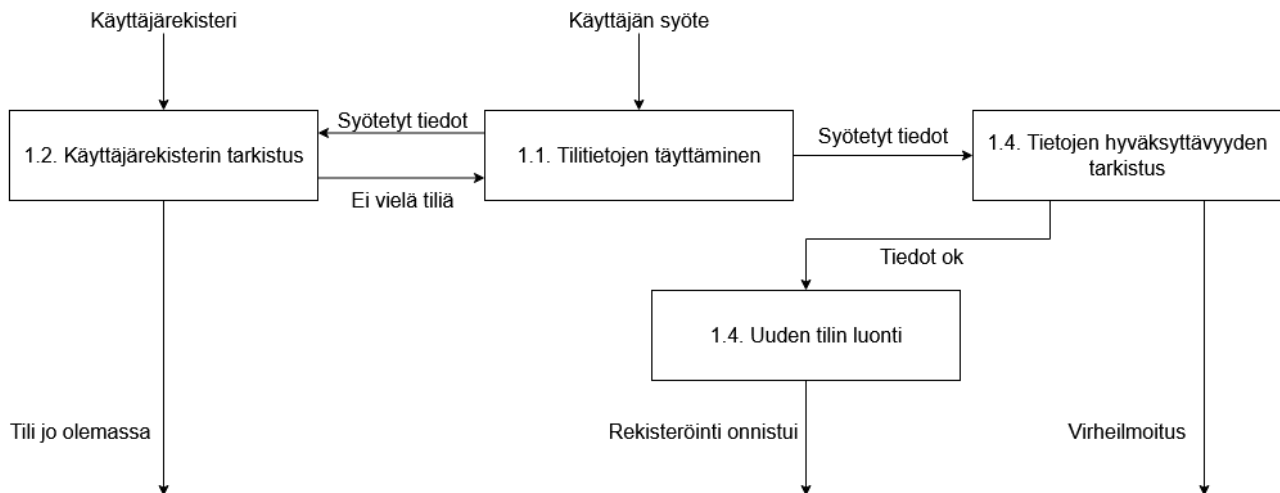 Käyttäjärekisteri
Käyttäjän syöte
Syötetyt tiedot
1.2. Käyttäjärekisterin tarkistus
1.1. Tilitietojen täyttäminen
Syötetyt tiedot
1.4. Tietojen hyväksyttävyyden
tarkistus
Ei vielä tiliä
Tiedot ok
1.4. Uuden tilin luonti
Tili jo olemassa
Rekisteröinti onnistui
Virheilmoitus